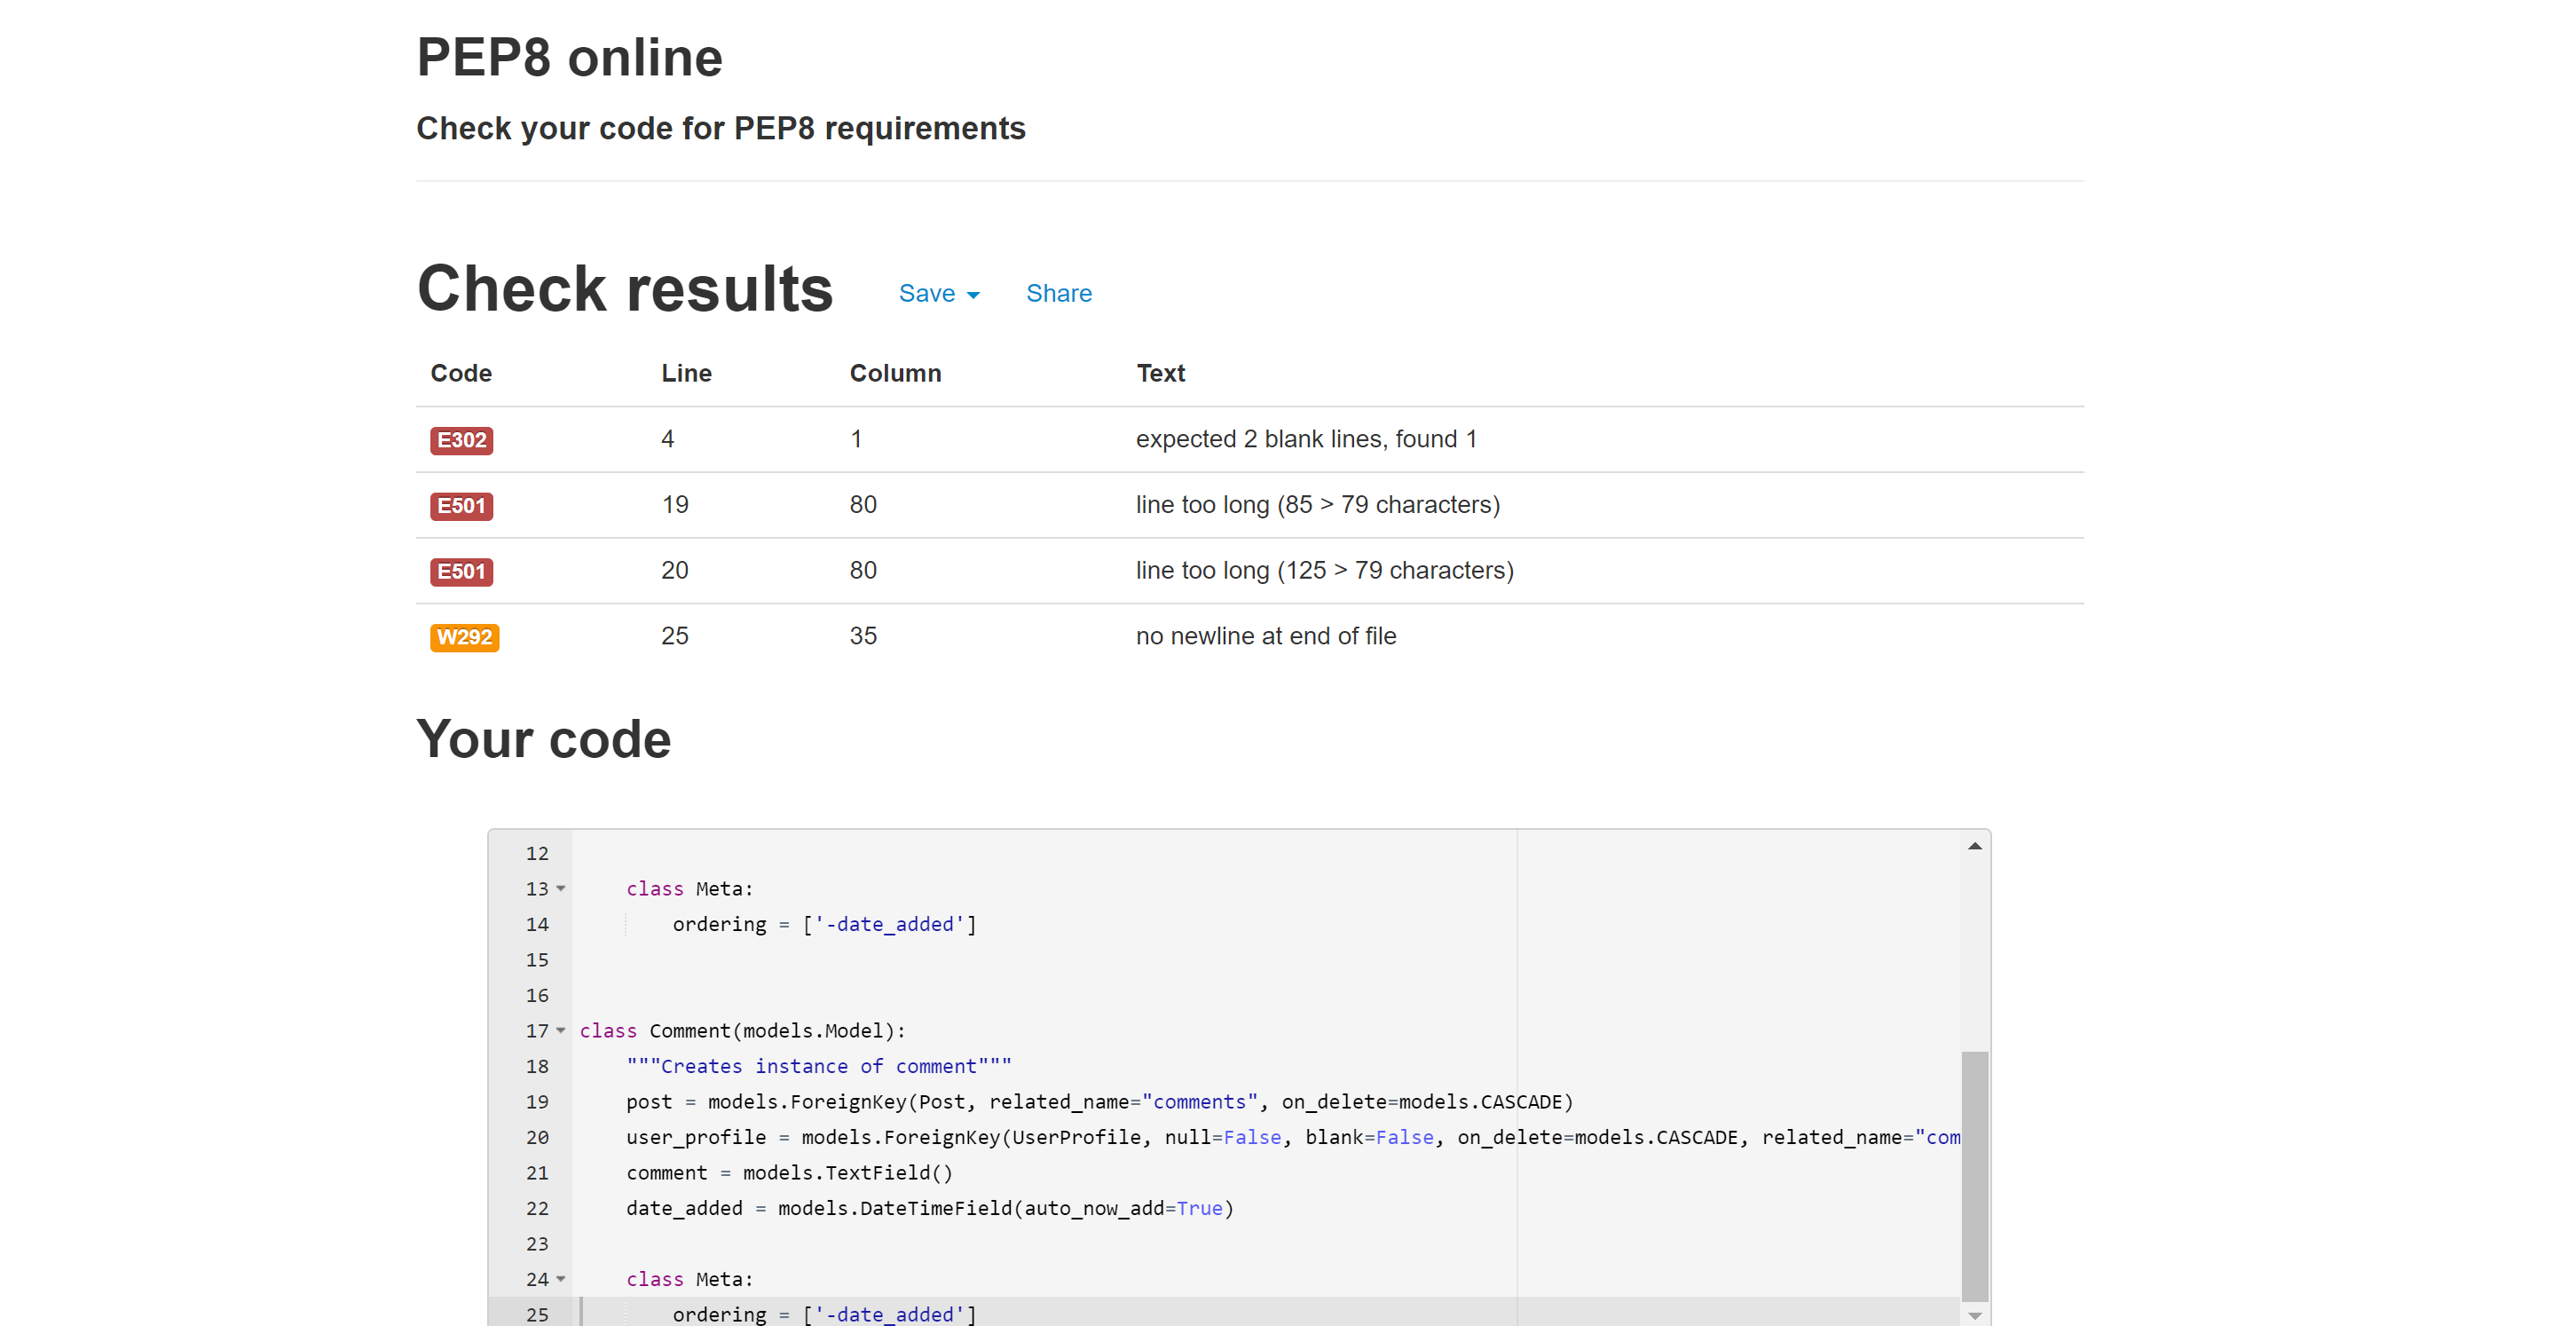 PEP8 online
Check your code for PEP8 requirements
Check results Save Share
Code Line Column Text
E302 4 1 expected 2 blank lines, found 1
E501 19 80 line too long (85 > 79 characters)
E501 20 80 line too long (125 > 79 characters)
W292 25 35 no newline at end of file
Your code
12
13 class Meta:
14 ordering = ['-date_added']
15
16
17 class Comment(models.Model):
18 """Creates instance of comment"""
19 post = models.ForeignKey(Post, related_name="comments", on_delete=models.CASCADE)
20 user_profile = models.ForeignKey(UserProfile, null=False, blank=False, on_delete=models.CASCADE, related_name="com
21 comment = models.TextField()
22 date_added = models.DateTimeField(auto_now_add=True)
23
24 class Meta:
25 ordering = ['-date_added']